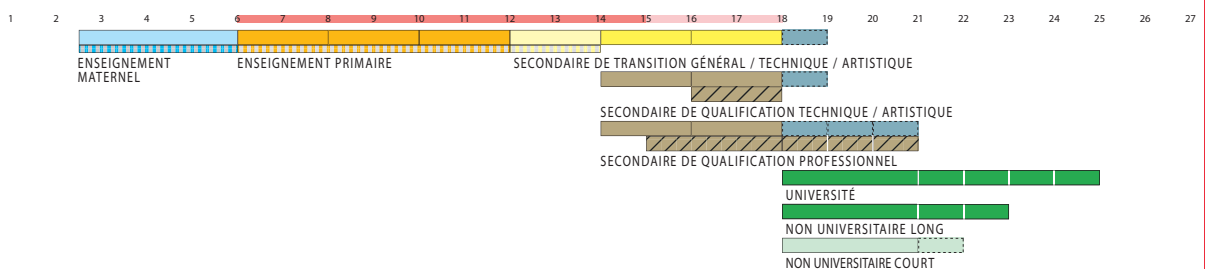 1 2 3 4 5 6 7 8 9 10 11 12 13 14 15 16 17 18 19 20 21 22 23 24 25 27
ENSEIGNEMENT
MATERNEL
ENSEIGNEMENT PRIMAIRE
SECONDAIRE DE TRANSITION GÉNÉRAL / TECHNIQUE / ARTISTIQUE
SECONDAIRE DE QUALIFICATION TECHNIQUE / ARTISTIQUE
SECONDAIRE DE QUALIFICATION PROFESSIONNEL
UNIVERSITÉ
NON UNIVERSITAIRE LONG
NON UNIVERSITAIRE COURT